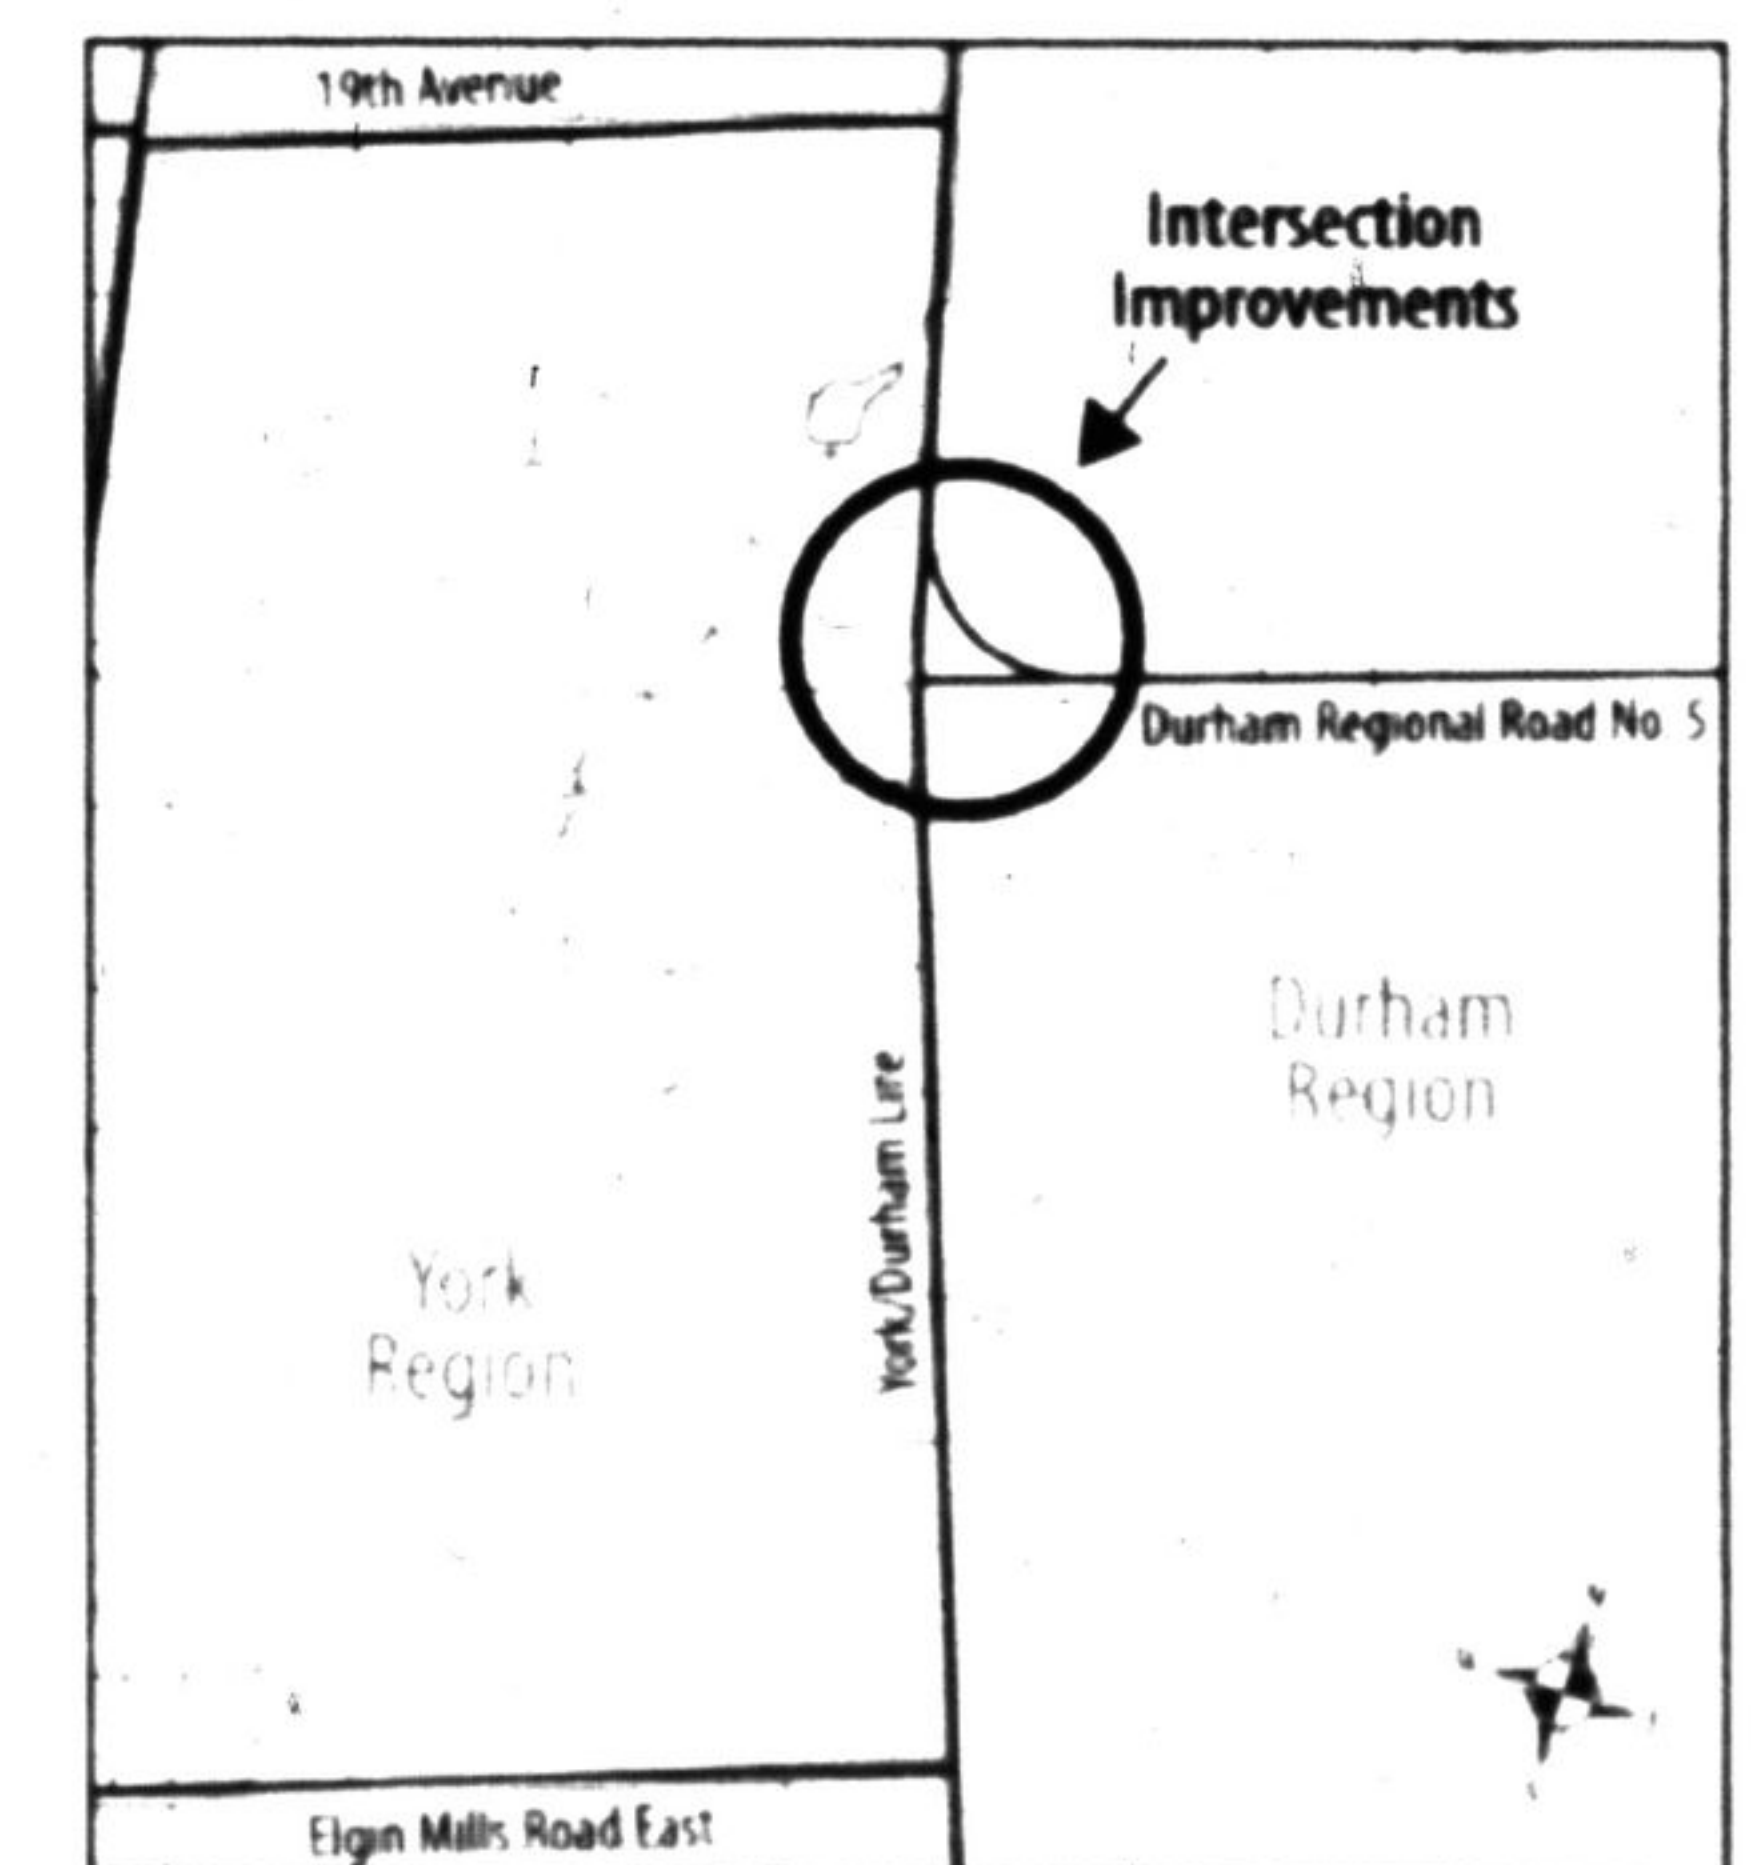 19th Avenue
Intersection
Improvements
Durham Regional Road No 5
Durham
Region
York/Durham Line
York
Region
Elgin Mills Road East